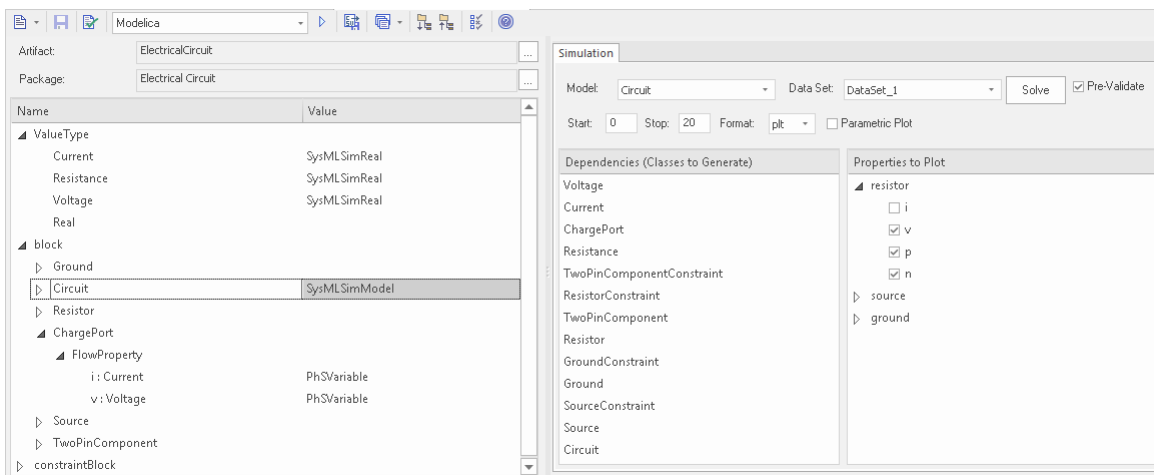 Modelica
Artifact: ElectricalCircuit ...
Package: Electrical Circuit ...
Name Value
ValueType
Current SysMLSimReal
Resistance SysMLSimReal
Voltage SysMLSimReal
Real
block
Ground
Circuit SysMLSimModel
Resistor
ChargePort
FlowProperty
i : Current PhSVariable
v : Voltage PhSVariable
Source
TwoPinComponent
constraintBlock
Simulation
Model: Circuit Data Set: DataSet_1 Solve Pre-Validate
Start: 0 Stop: 20 Format: plt Parametric Plot
Dependencies (Classes to Generate)
Voltage
Current
ChargePort
Resistance
TwoPinComponentConstraint
ResistorConstraint
TwoPinComponent
Resistor
GroundConstraint
Ground
SourceConstraint
Source
Circuit
Properties to Plot
resistor
i
v
p
n
source
ground